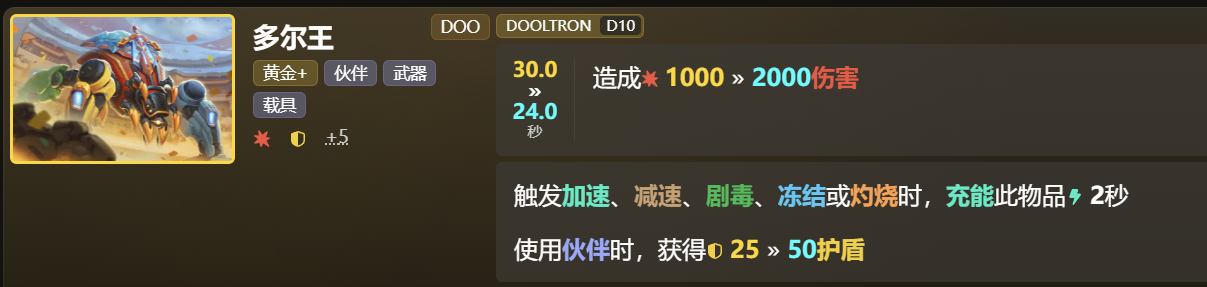 多尔王
DOO
黄金+ 伙伴 武器
载具
+5
DOOLTRON D10
30.0
»
24.0
秒
造成 1000 » 2000伤害
触发加速、减速、剧毒、冻结或灼烧时，充能此物品 2秒
使用伙伴时，获得 25 » 50护盾